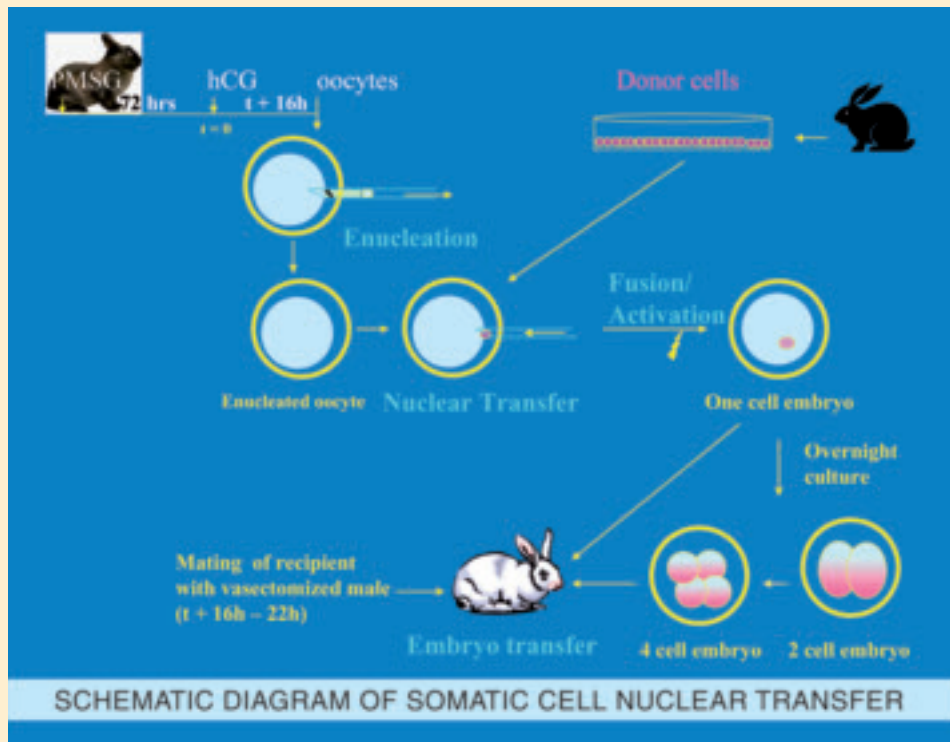 PMSG
hCG
oocytes
72 hrs
t + 16h
t = 0
Donor cells
Enucleation
Fusion/
Activation
Enucleated oocyte
Nuclear Transfer
One cell embryo
Overnight
culture
Mating of recipient
with vasectomized male
(t + 16h – 22h)
Embryo transfer
4 cell embryo
2 cell embryo
SCHEMATIC DIAGRAM OF SOMATIC CELL NUCLEAR TRANSFER